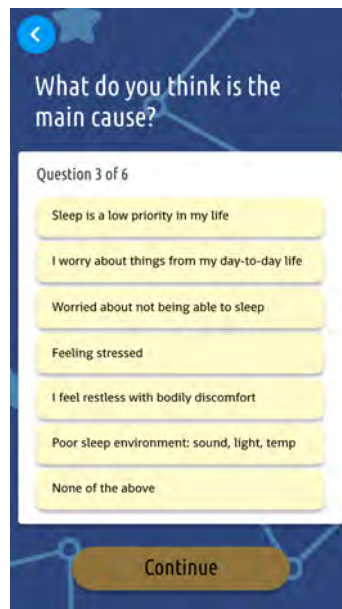 What do you think is the
main cause?
Question 3 of 6
Sleep is a low priority in my life
I worry about things from my day-to-day life
Worried about not being able to sleep
Feeling stressed
I feel restless with bodily discomfort
Poor sleep environment: sound, light, temp
None of the above
Continue